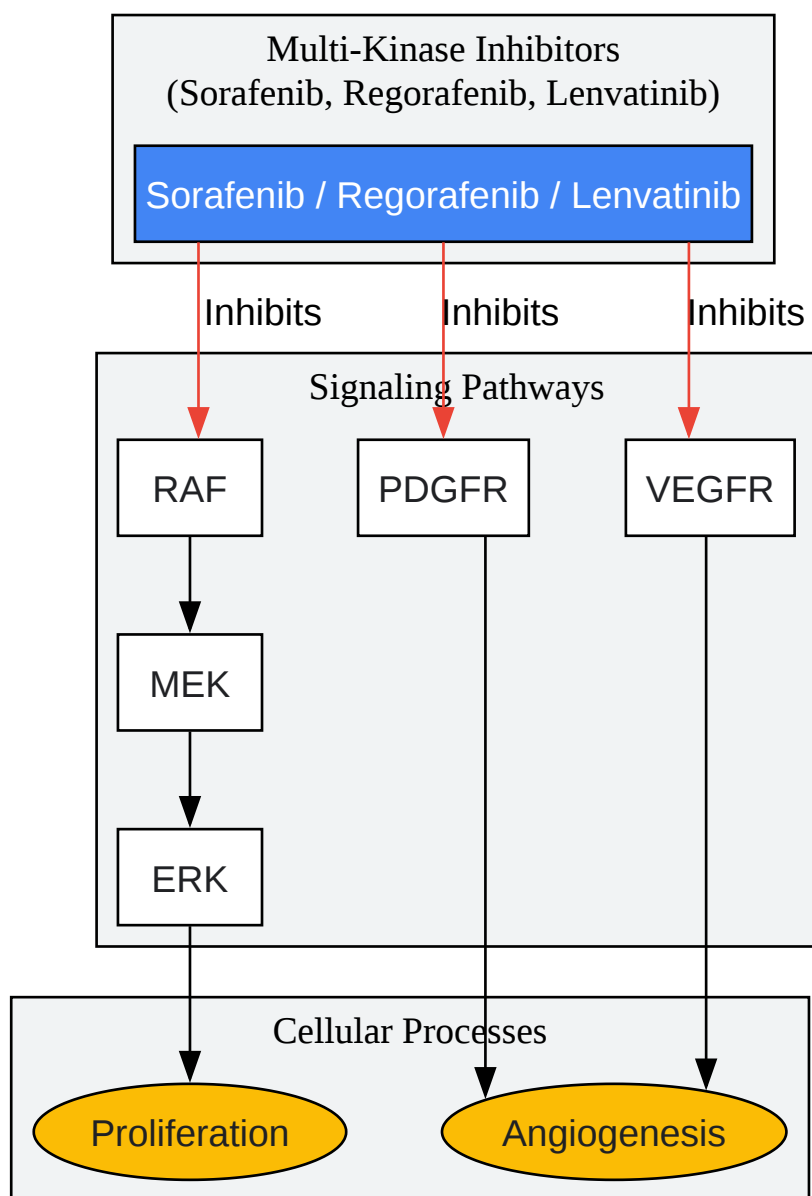 Multi-Kinase Inhibitors
(Sorafenib, Regorafenib, Lenvatinib)
Sorafenib / Regorafenib / Lenvatinib
Inhibits
Inhibits
Inhibits
Signaling Pathways
RAF
PDGFR
VEGFR
MEK
ERK
Cellular Processes
Proliferation
Angiogenesis